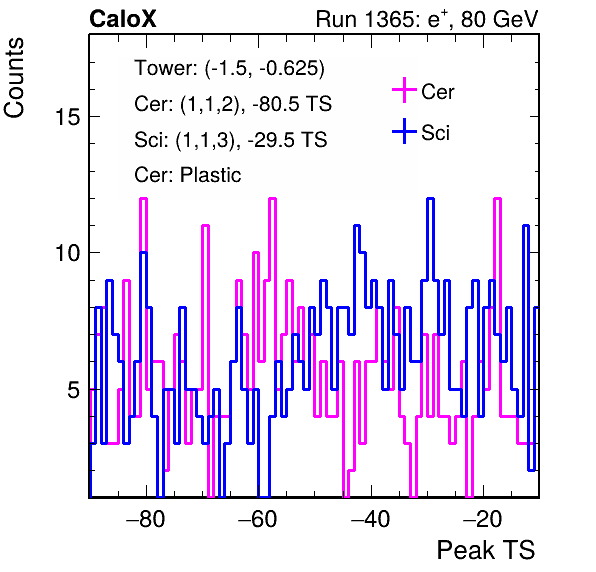 CaloX Run 1365: e⁺, 80 GeV
Counts
Tower: (-1.5, -0.625)
Cer: (1,1,2), -80.5 TS
Sci: (1,1,3), -29.5 TS
Cer: Plastic
Cer
Sci
15
10
5
−80 −60 −40 −20
Peak TS